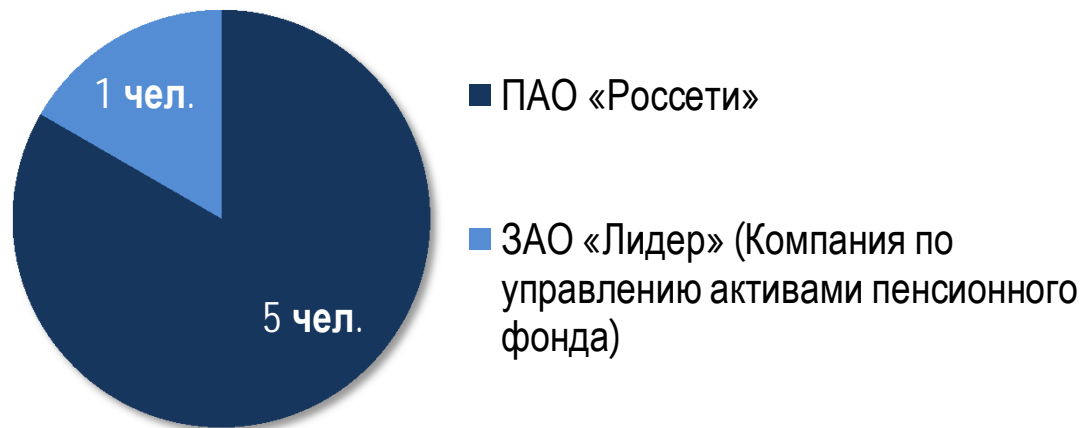 1 чел.
ПАО «Россети»
ЗАО «Лидер» (Компания по
управлению активами пенсионного
фонда)
5 чел.